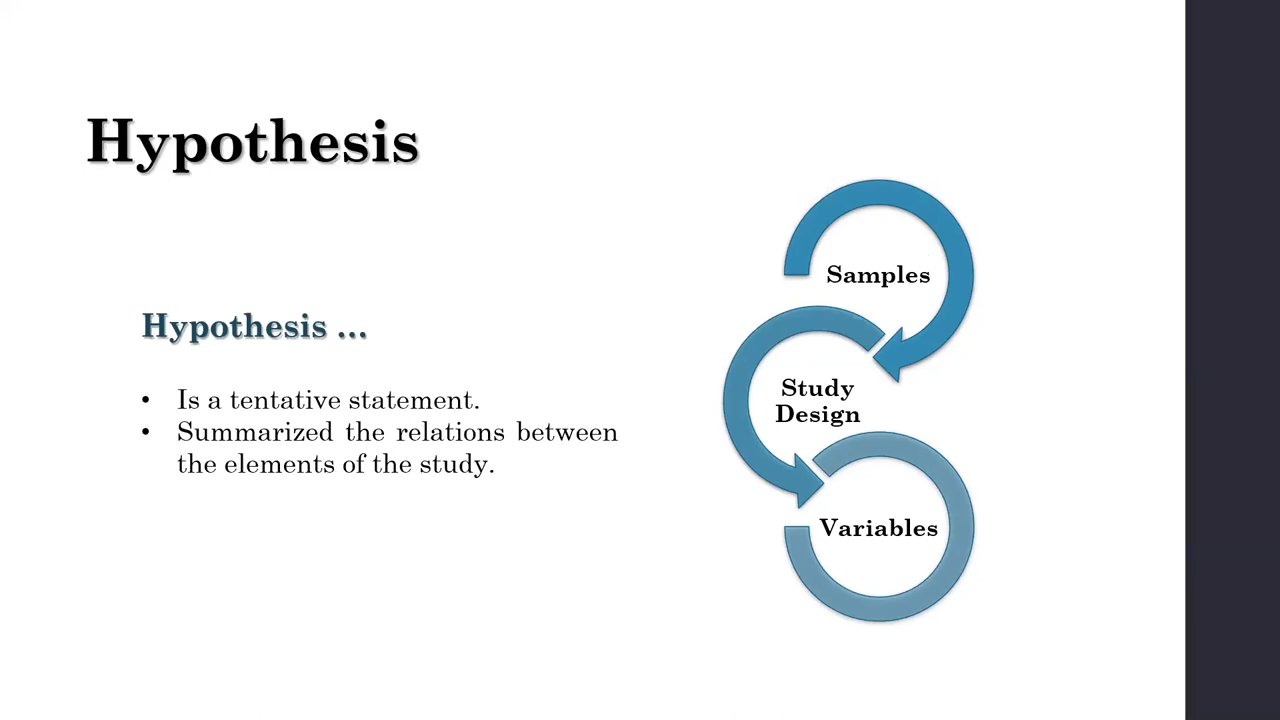 Hypothesis
Hypothesis ...
• Is a tentative statement.
• Summarized the relations between
the elements of the study.
Samples
Study
Design
Variables